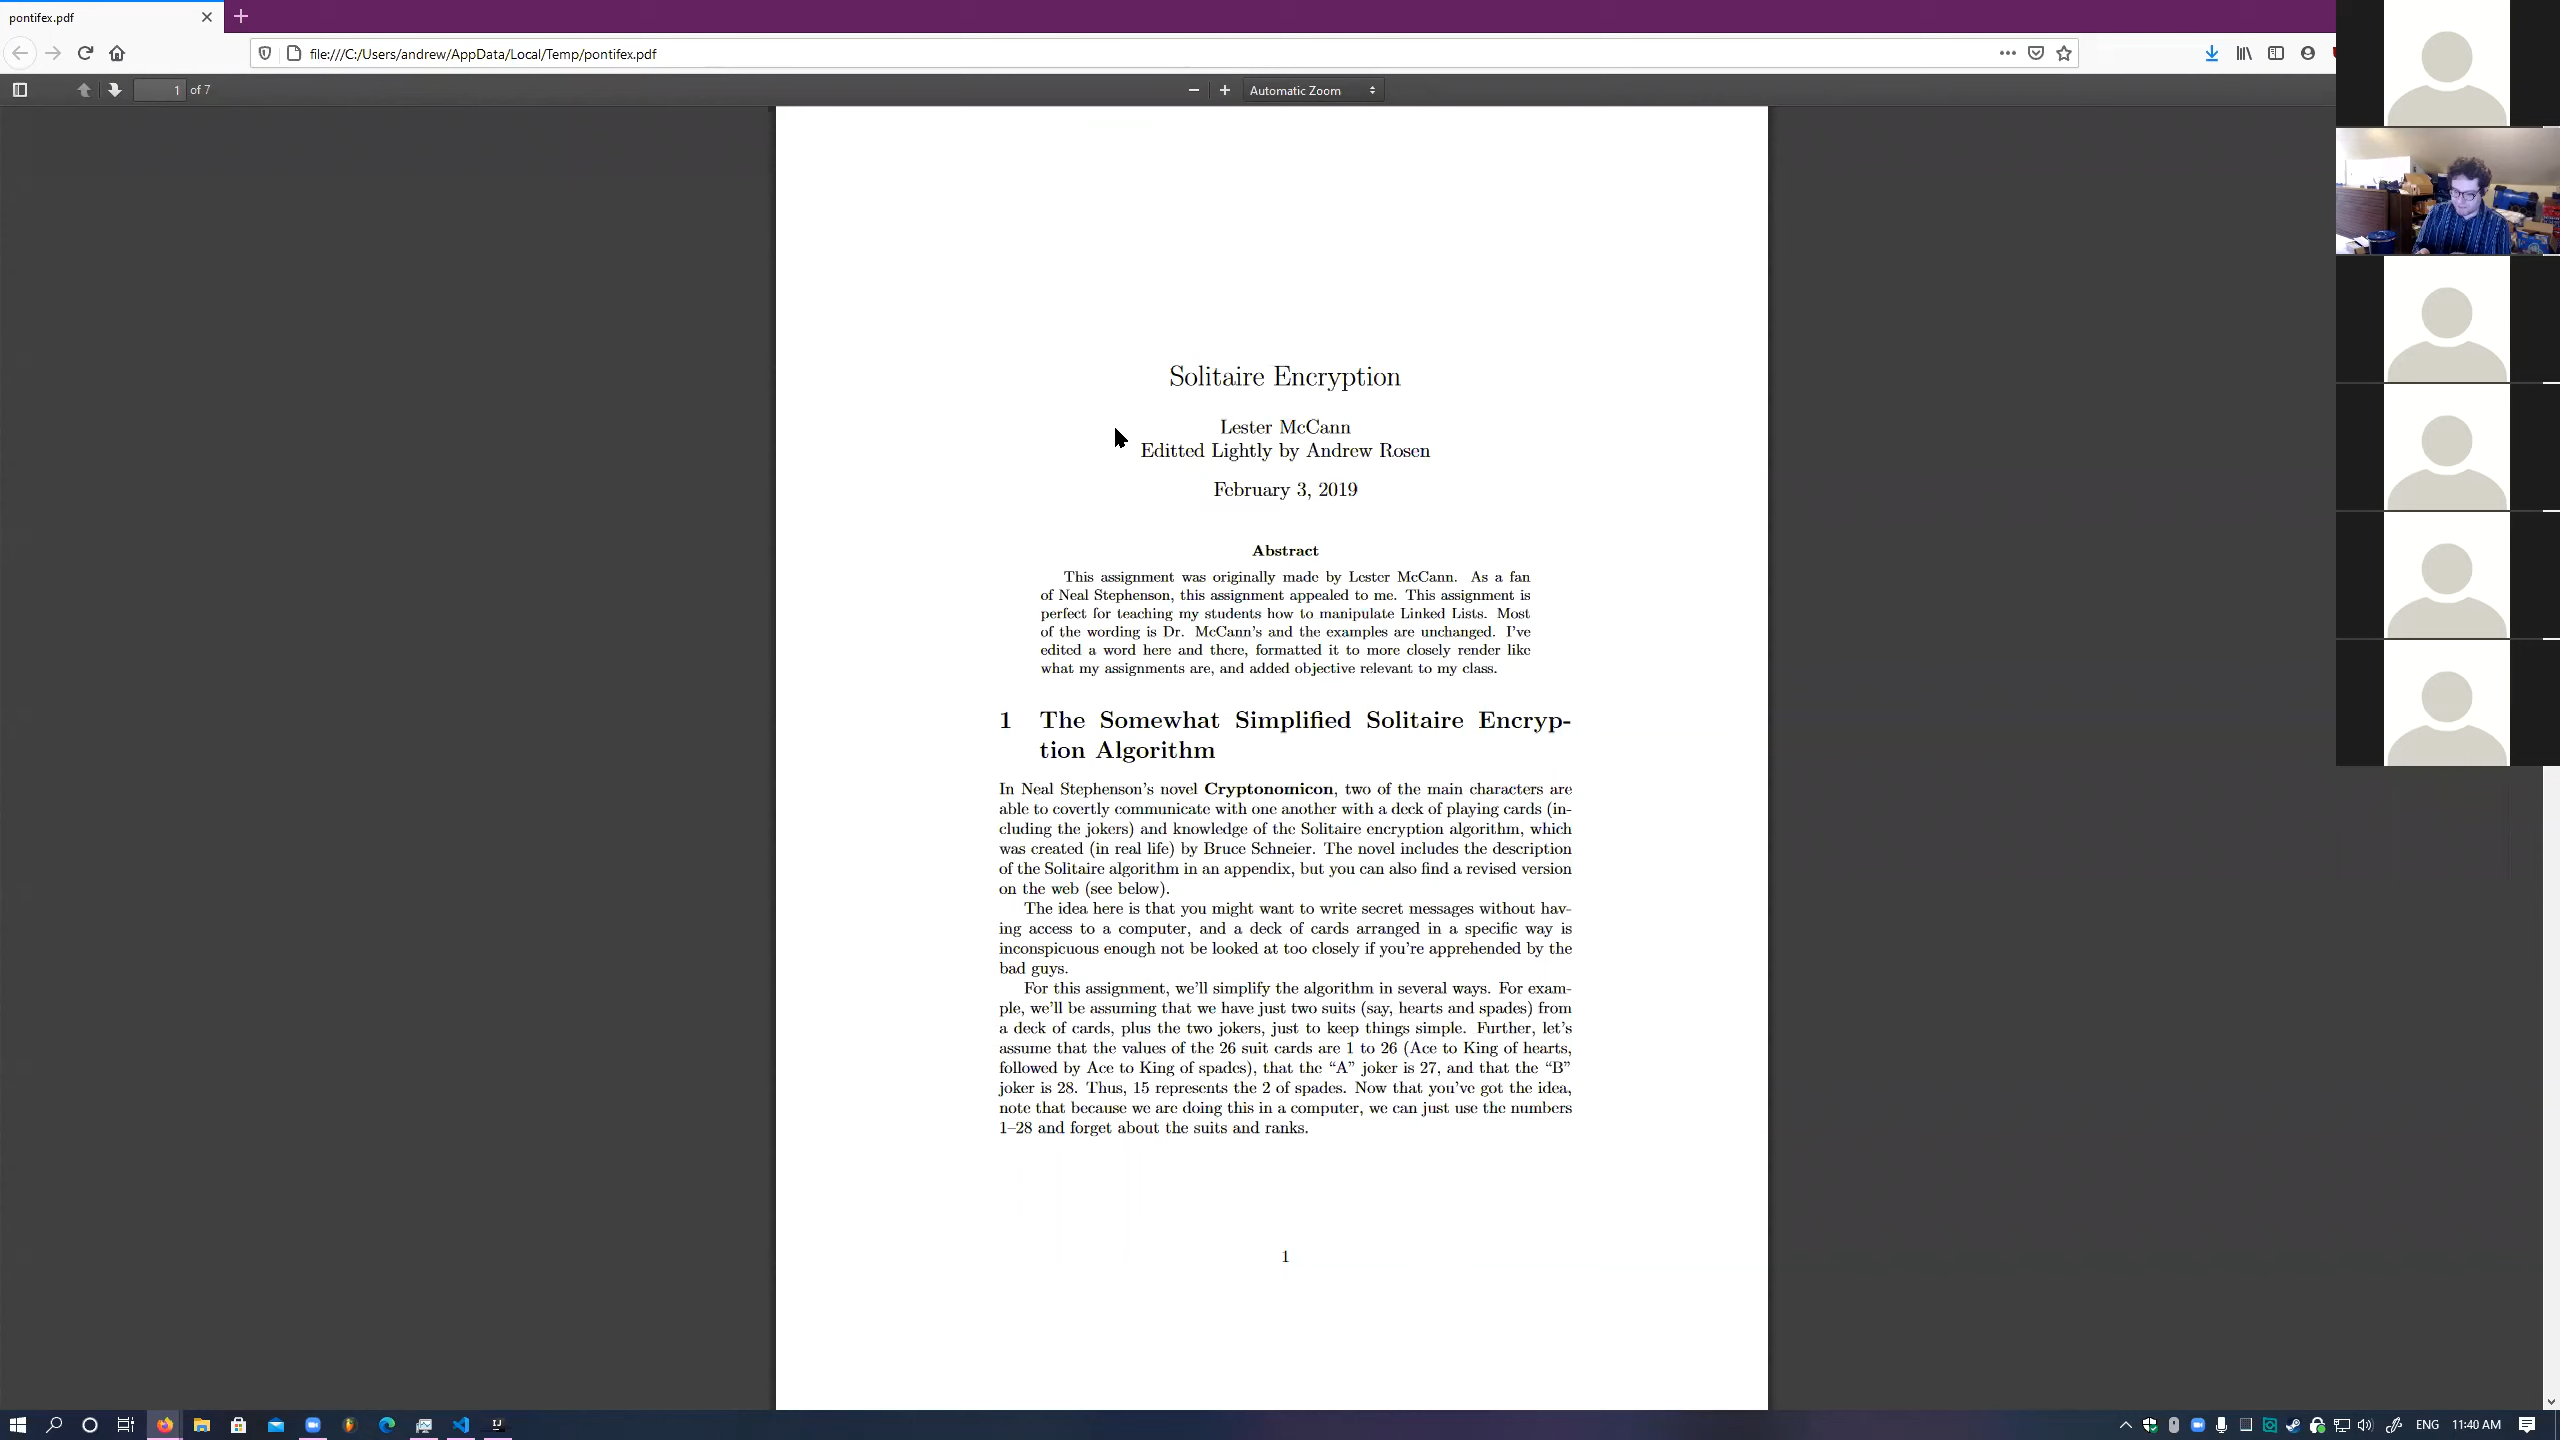 pontifex.pdf
file:///C:/Users/andrew/AppData/Local/Temp/pontifex.pdf
1 of 7
Automatic Zoom
Solitaire Encryption
Lester McCann
Editted Lightly by Andrew Rosen
February 3, 2019
Abstract
This assignment was originally made by Lester McCann. As a fan
of Neal Stephenson, this assignment appealed to me. This assignment is
perfect for teaching my students how to manipulate Linked Lists. Most
of the wording is Dr. McCann's and the examples are unchanged. I've
edited a word here and there, formatted it to more closely render like
what my assignments are, and added objective relevant to my class.
1 The Somewhat Simplified Solitaire Encryp-
tion Algorithm
In Neal Stephenson's novel Cryptonomicon, two of the main characters are
able to covertly communicate with one another with a deck of playing cards (in-
cluding the jokers) and knowledge of the Solitaire encryption algorithm, which
was created (in real life) by Bruce Schneier. The novel includes the description
of the Solitaire algorithm in an appendix, but you can also find a revised version
on the web (see below).
The idea here is that you might want to write secret messages without hav-
ing access to a computer, and a deck of cards arranged in a specific way is
inconspicuous enough not be looked at too closely if you're apprehended by the
bad guys.
For this assignment, we'll simplify the algorithm in several ways. For exam-
ple, we'll be assuming that we have just two suits (say, hearts and spades) from
a deck of cards, plus the two jokers, just to keep things simple. Further, let's
assume that the values of the 26 suit cards are 1 to 26 (Ace to King of hearts,
followed by Ace to King of spades), that the “A” joker is 27, and that the “B”
joker is 28. Thus, 15 represents the 2 of spades. Now that you've got the idea,
note that because we are doing this in a computer, we can just use the numbers
1–28 and forget about the suits and ranks.
1
IJ
ENG 11:40 AM